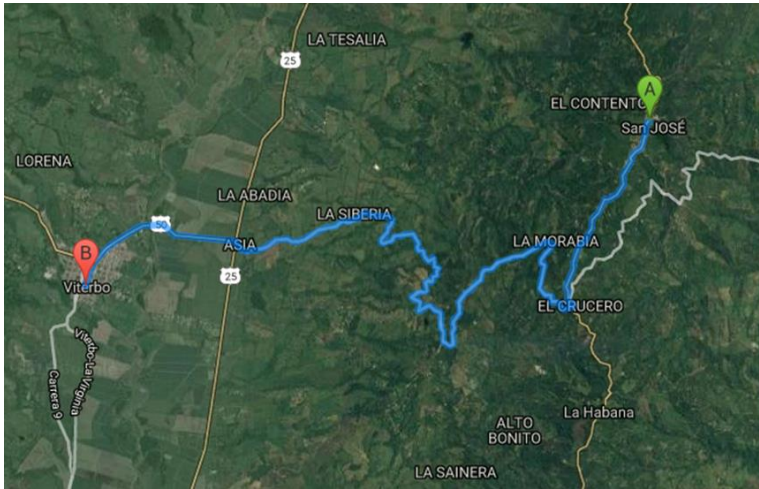 LA TESALIA
25
A
EL CONTENTO
San JOSÉ
LORENA
LA ABADIA
LA SIBERIA
50
B
ASIA
LA MORABIA
25
Viterbo
EL CRUCERO
Viterbo-La Virginia
Carrera 9
La Habana
ALTO
BONITO
LA SAINERA